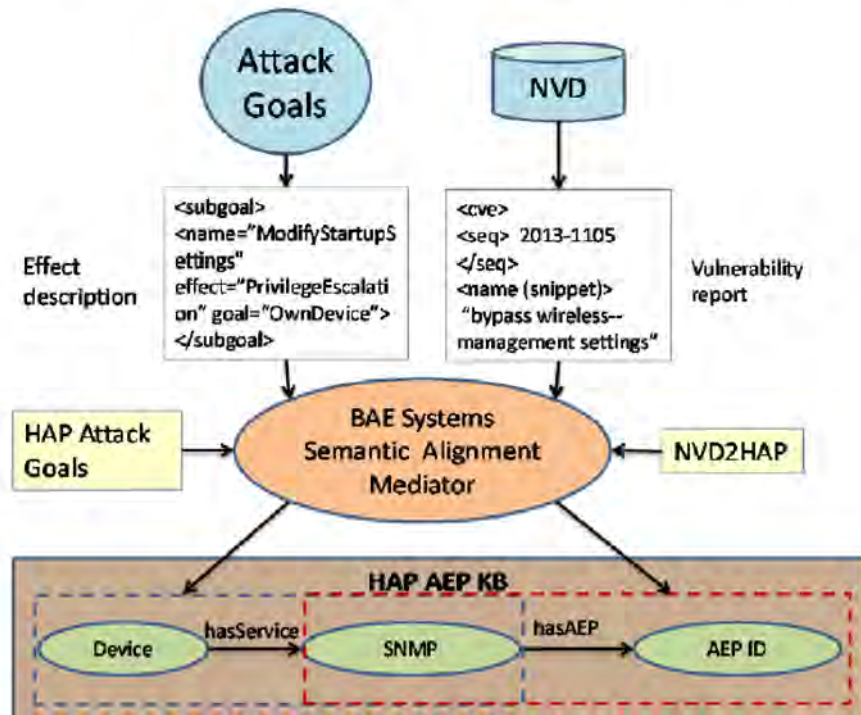 Attack
Goals
NVD
Effect
description
<subgoal>
<name="ModifyStartupS
ettings"
effect="PrivilegeEscalati
on" goal="OwnDevice">
</subgoal>
<cve>
<seq> 2013-1105
</seq>
<name (snippet)>
"bypass wireless--
management settings"
Vulnerability
report
HAP Attack
Goals
BAE Systems
Semantic Alignment
Mediator
NVD2HAP
HAP AEP KB
Device
hasService
SNMP
hasAEP
AEP ID